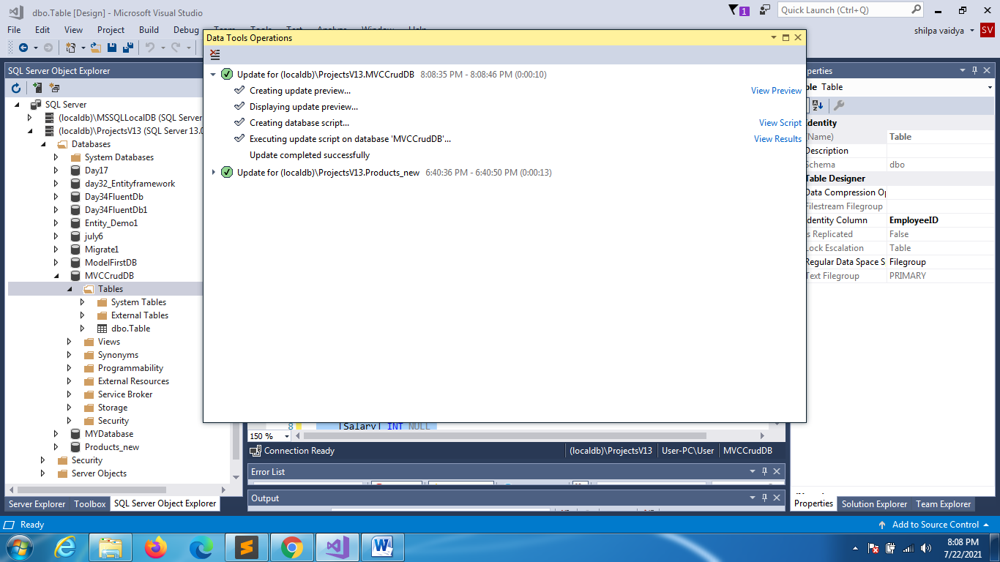 dbo.Table [Design] - Microsoft Visual Studio
1
Quick Launch (Ctrl+Q)
File Edit View Project Build Debug Team Tools Test Analyze Window Help
shilpa vaidya SV
Data Tools Operations
SQL Server Object Explorer
SQL Server
(localdb)\MSSQLLocalDB (SQL Server
(localdb)\ProjectsV13 (SQL Server 13.0
Databases
System Databases
Day17
day32_Entityframework
Day34FluentDb
Day34FluentDb1
Entity_Demo1
july6
Migrate1
ModelFirstDB
MVCCrudDB
Tables
System Tables
External Tables
dbo.Table
Views
Synonyms
Programmability
External Resources
Service Broker
Storage
Security
MYDatabase
Products_new
Security
Server Objects
Server Explorer Toolbox SQL Server Object Explorer
Update for (localdb)\ProjectsV13.MVCCrudDB 8:08:35 PM - 8:08:46 PM (0:00:10)
Creating update preview... View Preview
Displaying update preview...
Creating database script... View Script
Executing update script on database 'MVCCrudDB'... View Results
Update completed successfully
Update for (localdb)\ProjectsV13.Products_new 6:40:36 PM - 6:40:50 PM (0:00:13)
8 [Salary] INT NULL
150 %
Connection Ready (localdb)\ProjectsV13 User-PC\User MVCCrudDB
Error List
Output
perties
ble Table
dentity
(Name) Table
Description
Schema dbo
Table Designer
Data Compression Op
Filestream Filegroup
dentity Column EmployeeID
s Replicated False
Lock Escalation Table
Regular Data Space S Filegroup
Text Filegroup PRIMARY
Properties Solution Explorer Team Explorer
Ready
Add to Source Control
8:08 PM
7/22/2021